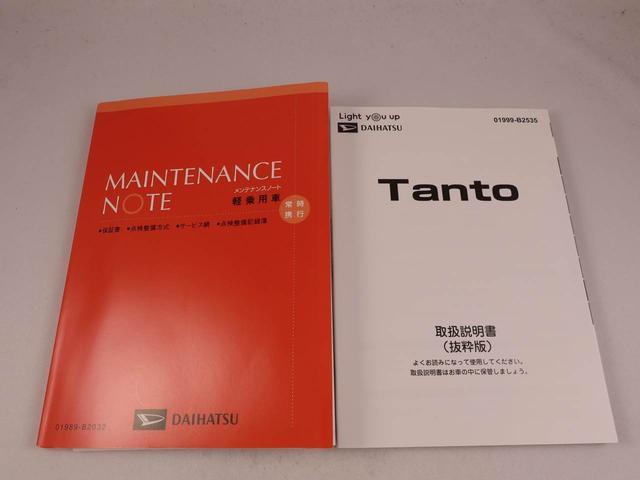 MAINTENANCE
NOTE
メンテナンスノート
軽乗用車
常時
携行
●保証書 ●点検整備方式 ●サービス網 ●点検整備記録簿
DAIHATSU
01989-B2032
Light you up
DAIHATSU
01999-B2535
Tanto
取扱説明書
（抜粋版）
よくお読みになって使用してください。
取扱説明書はお車の中に保管しましょう。